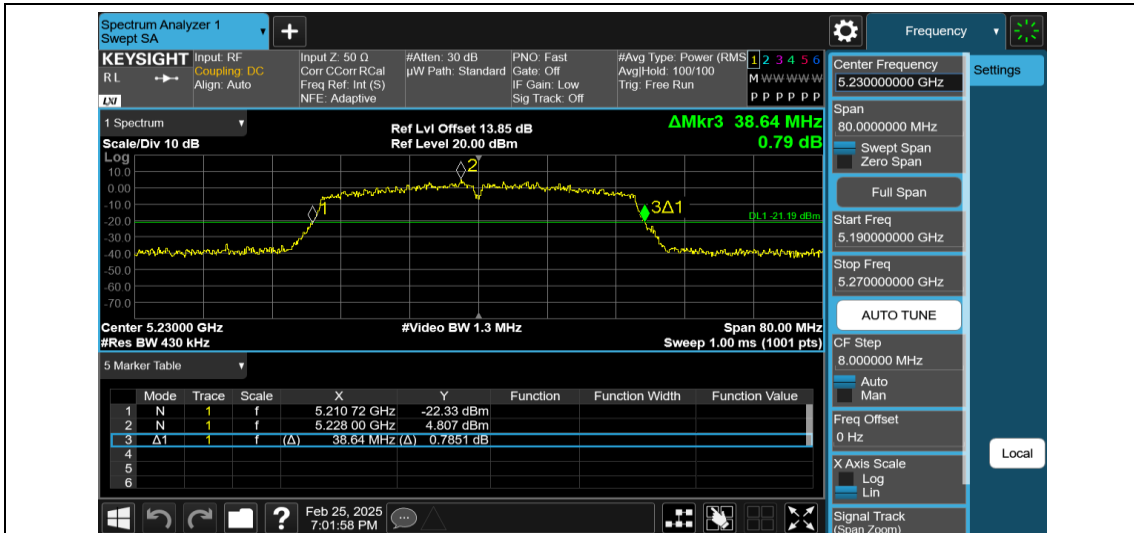 Spectrum Analyzer 1
Swept SA
Frequency
KEYSIGHT
R L
LXI
Input: RF
Coupling: DC
Align: Auto
Input Z: 50 Ω
Corr CCorr RCal
Freq Ref: Int (S)
NFE: Adaptive
#Atten: 30 dB
µW Path: Standard
PNO: Fast
Gate: Off
IF Gain: Low
Sig Track: Off
#Avg Type: Power (RMS
Avg|Hold: 100/100
Trig: Free Run
1 2 3 4 5 6
M W W W W W
P P P P P P
Center Frequency
5.230000000 GHz
Settings
Span
80.0000000 MHz
Swept Span
Zero Span
Full Span
Start Freq
5.190000000 GHz
Stop Freq
5.270000000 GHz
AUTO TUNE
CF Step
8.000000 MHz
Auto
Man
Freq Offset
0 Hz
X Axis Scale
Log
Lin
Signal Track
(Span Zoom)
Local
1 Spectrum
Scale/Div 10 dB
Ref Lvl Offset 13.85 dB
Ref Level 20.00 dBm
ΔMkr3 38.64 MHz
0.79 dB
Log
10.0
0.00
-10.0
-20.0
-30.0
-40.0
-50.0
-60.0
-70.0
1
2
3Δ1
DL1 -21.19 dBm
Center 5.23000 GHz
#Video BW 1.3 MHz
Span 80.00 MHz
#Res BW 430 kHz
Sweep 1.00 ms (1001 pts)
5 Marker Table
Mode Trace Scale X Y Function Function Width Function Value
1 N 1 f 5.210 72 GHz -22.33 dBm
2 N 1 f 5.228 00 GHz 4.807 dBm
3 Δ1 1 f (Δ) 38.64 MHz (Δ) 0.7851 dB
4
5
6
?
Feb 25, 2025
7:01:58 PM